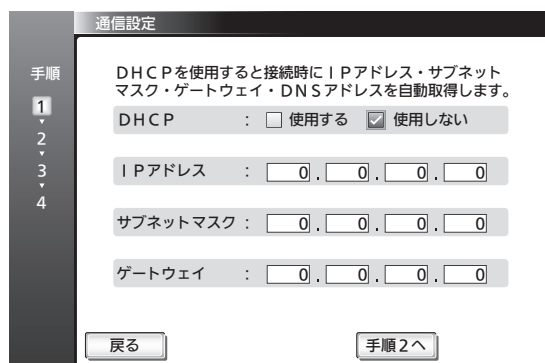 通信設定
手順
1
2
3
4
DHCPを使用すると接続時にIPアドレス・サブネット
マスク・ゲートウェイ・DNSアドレスを自動取得します。
DHCP : 使用する 使用しない
IPアドレス : 0 . 0 . 0 . 0
サブネットマスク : 0 . 0 . 0 . 0
ゲートウェイ : 0 . 0 . 0 . 0
戻る 手順2へ